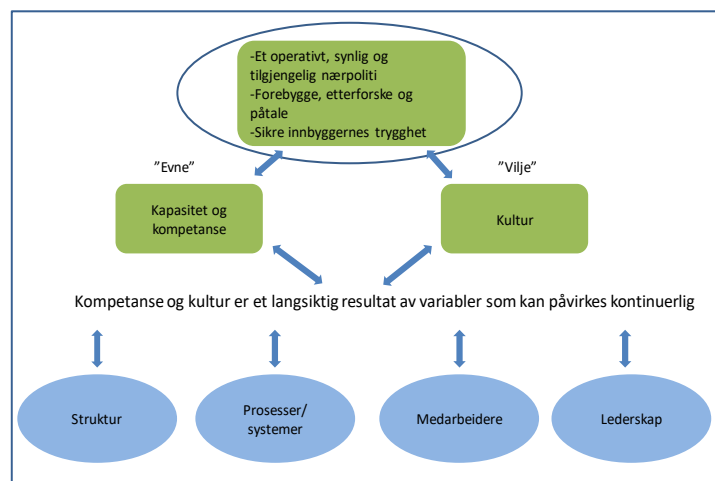 -Et operativt, synlig og
tilgjengelig nærpoliti
-Forebygge, etterforske og
påtale
-Sikre innbyggernes trygghet
”Evne”
”Vilje”
Kapasitet og
kompetanse
Kultur
Kompetanse og kultur er et langsiktig resultat av variabler som kan påvirkes kontinuerlig
Struktur
Prosesser/
systemer
Medarbeidere
Lederskap